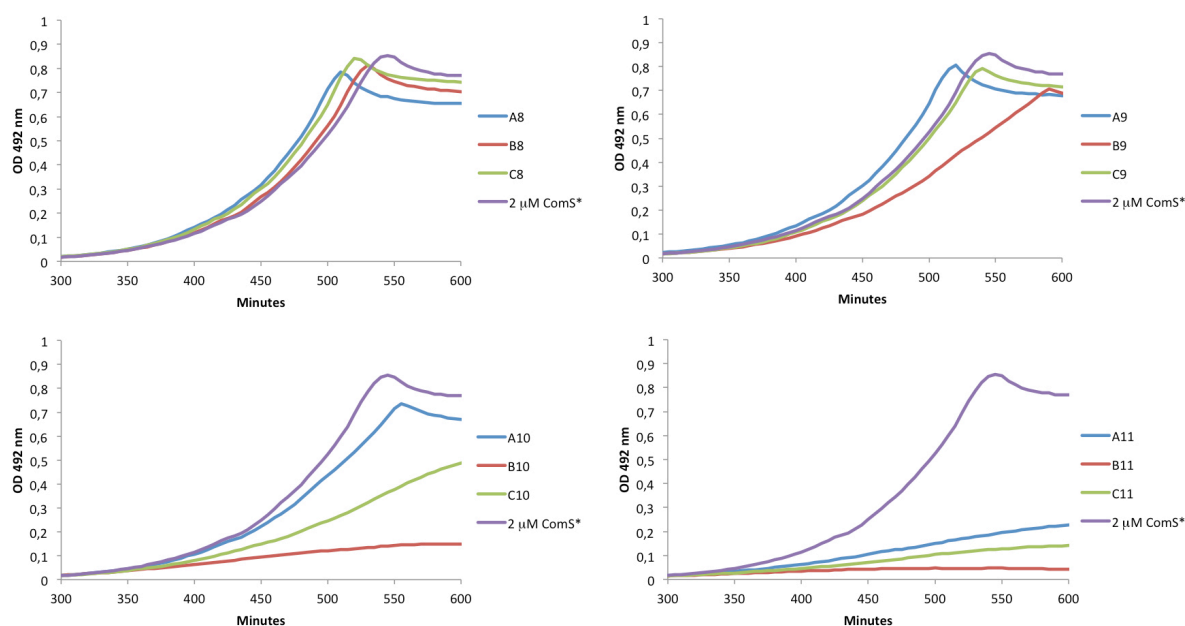 1
0,9
0,8
0,7
0,6
0,5
0,4
0,3
0,2
0,1
0
OD 492 nm
300 350 400 450 500 550 600
Minutes
A8
B8
C8
2 μM ComS*
1
0,9
0,8
0,7
0,6
0,5
0,4
0,3
0,2
0,1
0
OD 492 nm
300 350 400 450 500 550 600
Minutes
A9
B9
C9
2 μM ComS*
1
0,9
0,8
0,7
0,6
0,5
0,4
0,3
0,2
0,1
0
OD 492 nm
300 350 400 450 500 550 600
Minutes
A10
B10
C10
2 μM ComS*
1
0,9
0,8
0,7
0,6
0,5
0,4
0,3
0,2
0,1
0
OD 492 nm
300 350 400 450 500 550 600
Minutes
A11
B11
C11
2 μM ComS*